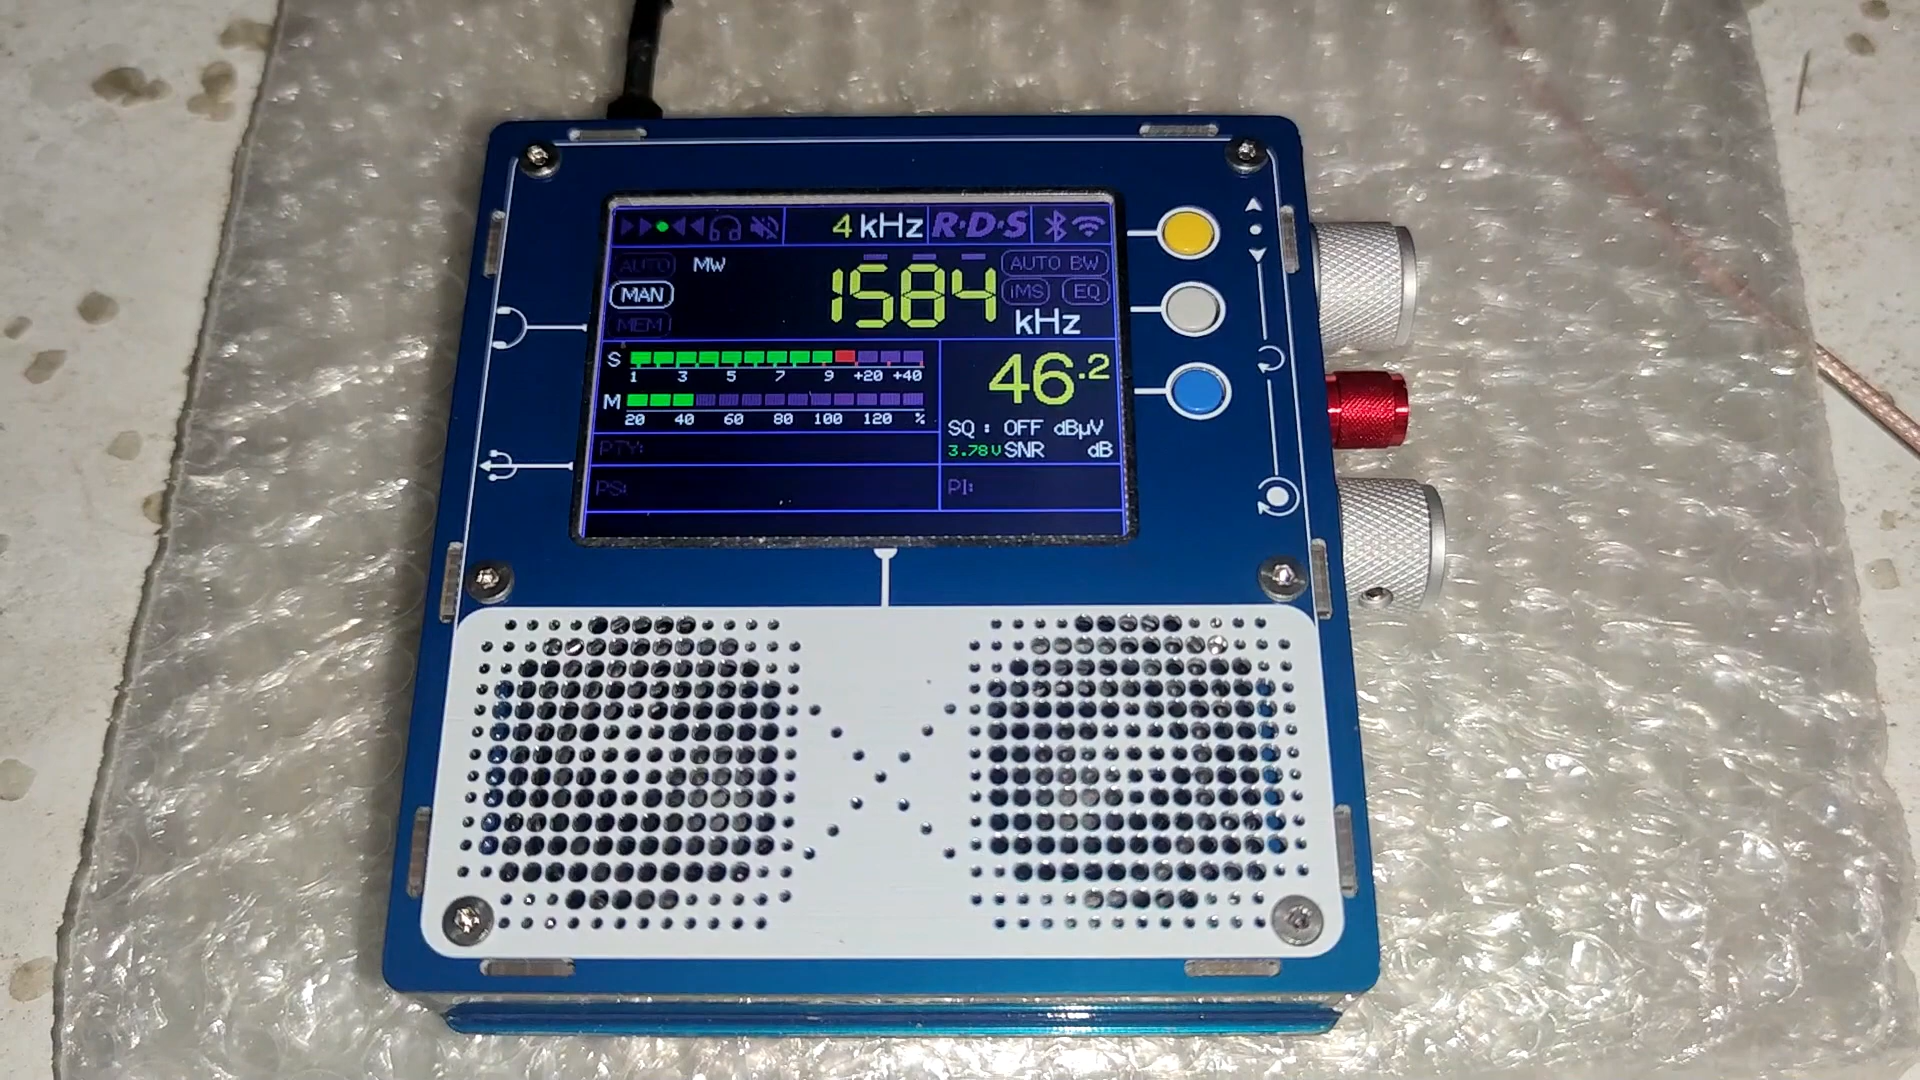 4 kHz R·D·S
AUTO MW AUTO BW
MAN 1584 iMS EQ
MEM kHz
S
1 3 5 7 9 +20 +40
46.2
M
20 40 60 80 100 120 %
SQ : OFF dBµV
3.78V SNR dB
PTY:
PS: PI: